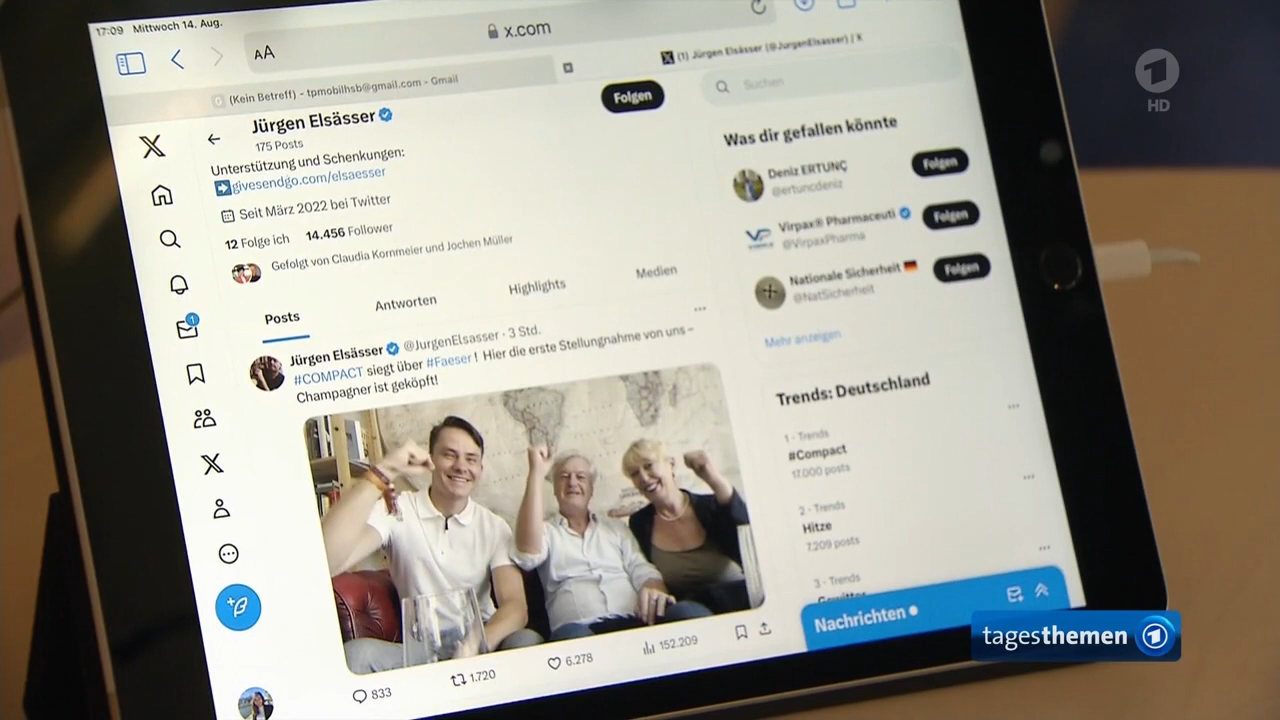 17:09 Mittwoch 14. Aug.
AA
x.com
(Kein Betreff) – tpmobilhsb@gmail.com – Gmail
(1) Jürgen Elsässer (@JurgenElsasser) / X
Jürgen Elsässer
175 Posts
Folgen
Suchen
Unterstützung und Schenkungen:
givesendgo.com/elsaesser
Seit März 2022 bei Twitter
12 Folge ich 14.456 Follower
Gefolgt von Claudia Kornmeier und Jochen Müller
Posts
Antworten
Highlights
Medien
Jürgen Elsässer @JurgenElsasser · 3 Std.
#COMPACT siegt über #Faeser ! Hier die erste Stellungnahme von uns –
Champagner ist geköpft!
833
1.720
6.278
152.209
Was dir gefallen könnte
Deniz ERTUNÇ
@ertuncdeniz
Folgen
Virpax® Pharmaceuti
@VirpaxPharma
Folgen
Nationale Sicherheit
@NatSicherheit
Folgen
Mehr anzeigen
Trends: Deutschland
1 · Trends
#Compact
17.000 posts
2 · Trends
Hitze
7.209 posts
3 · Trends
Nachrichten
1
HD
tagesthemen 1